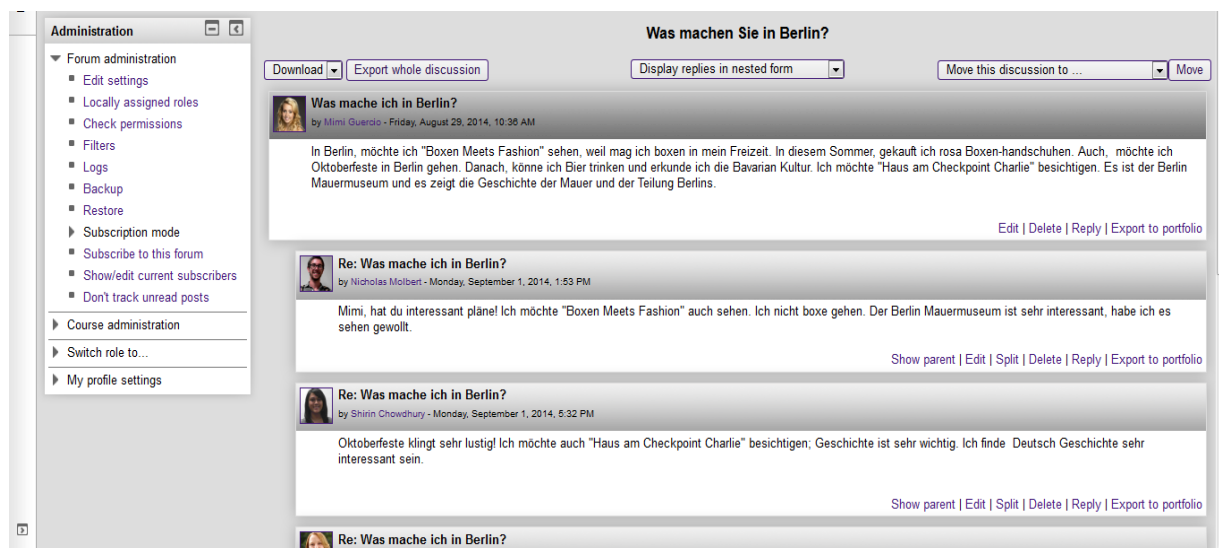 Administration
Forum administration
Edit settings
Locally assigned roles
Check permissions
Filters
Logs
Backup
Restore
Subscription mode
Subscribe to this forum
Show/edit current subscribers
Don't track unread posts
Course administration
Switch role to...
My profile settings
Was machen Sie in Berlin?
Download Export whole discussion Display replies in nested form Move this discussion to ... Move
Was mache ich in Berlin?
by Mimi Guercio - Friday, August 29, 2014, 10:36 AM
In Berlin, möchte ich "Boxen Meets Fashion" sehen, weil mag ich boxen in mein Freizeit. In diesem Sommer, gekauft ich rosa Boxen-handschuhen. Auch, möchte ich
Oktoberfeste in Berlin gehen. Danach, könne ich Bier trinken und erkunde ich die Bavarian Kultur. Ich möchte "Haus am Checkpoint Charlie" besichtigen. Es ist der Berlin
Mauermuseum und es zeigt die Geschichte der Mauer und der Teilung Berlins.
Edit | Delete | Reply | Export to portfolio
Re: Was mache ich in Berlin?
by Nicholas Molbert - Monday, September 1, 2014, 1:53 PM
Mimi, hat du interessant pläne! Ich möchte "Boxen Meets Fashion" auch sehen. Ich nicht boxe gehen. Der Berlin Mauermuseum ist sehr interessant, habe ich es
sehen gewollt.
Show parent | Edit | Split | Delete | Reply | Export to portfolio
Re: Was mache ich in Berlin?
by Shirin Chowdhury - Monday, September 1, 2014, 5:32 PM
Oktoberfeste klingt sehr lustig! Ich möchte auch "Haus am Checkpoint Charlie" besichtigen; Geschichte ist sehr wichtig. Ich finde Deutsch Geschichte sehr
interessant sein.
Show parent | Edit | Split | Delete | Reply | Export to portfolio
Re: Was mache ich in Berlin?